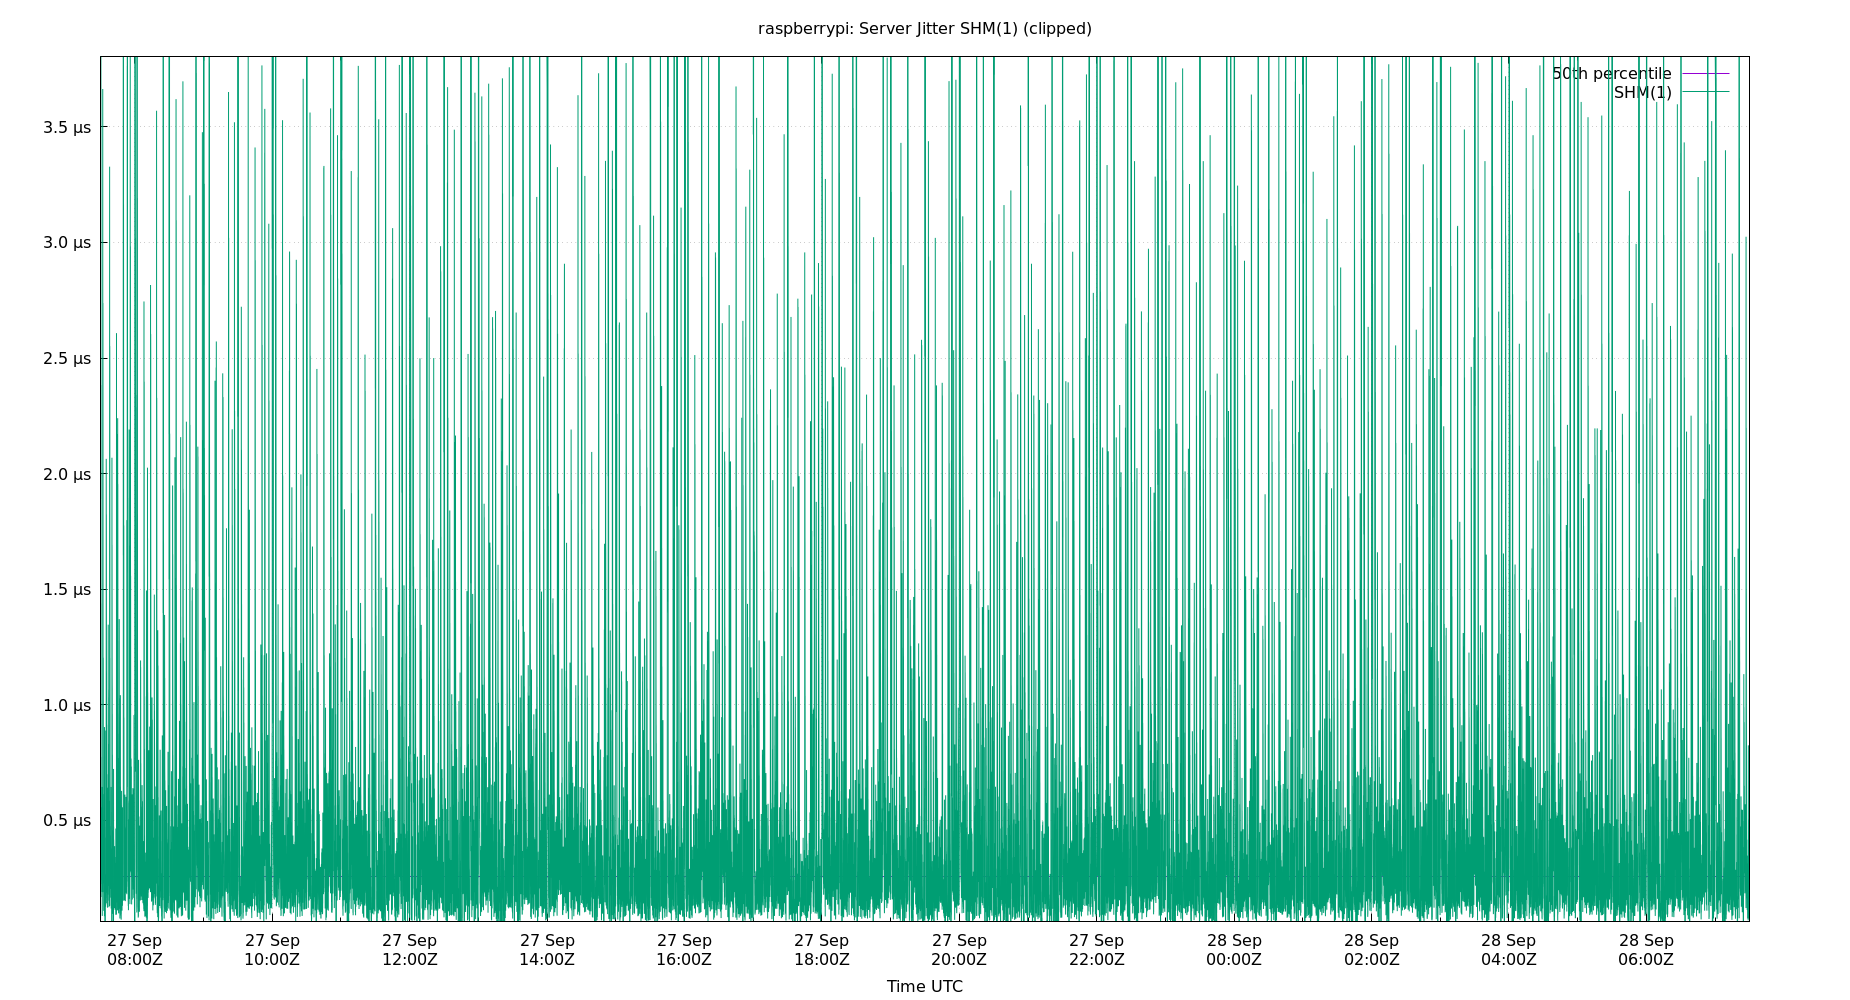 raspberrypi: Server Jitter SHM(1) (clipped)
50th percentile
SHM(1)
3.5 µs
3.0 µs
2.5 µs
2.0 µs
1.5 µs
1.0 µs
0.5 µs
27 Sep 27 Sep 27 Sep 27 Sep 27 Sep 27 Sep 27 Sep 27 Sep 28 Sep 28 Sep 28 Sep 28 Sep
08:00Z 10:00Z 12:00Z 14:00Z 16:00Z 18:00Z 20:00Z 22:00Z 00:00Z 02:00Z 04:00Z 06:00Z
Time UTC